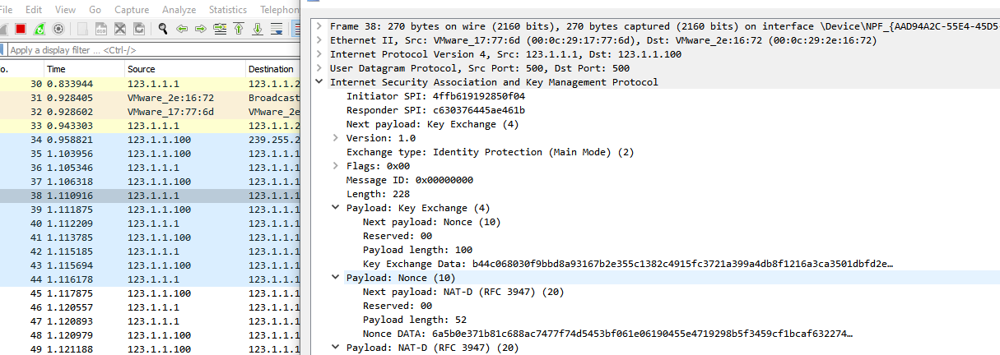 File Edit View Go Capture Analyze Statistics Telephon
Apply a display filter ... <Ctrl-/>
o. Time Source Destination
30 0.833944 123.1.1.1 123.1.1.2
31 0.928405 VMware_2e:16:72 Broadcast
32 0.928602 VMware_17:77:6d VMware_2e
33 0.943303 123.1.1.1 123.1.1.2
34 0.958821 123.1.1.100 239.255.2
35 1.103956 123.1.1.100 123.1.1.1
36 1.105346 123.1.1.1 123.1.1.1
37 1.106318 123.1.1.100 123.1.1.1
38 1.110916 123.1.1.1 123.1.1.1
39 1.111875 123.1.1.100 123.1.1.1
40 1.112209 123.1.1.1 123.1.1.1
41 1.113785 123.1.1.100 123.1.1.1
42 1.115185 123.1.1.1 123.1.1.1
43 1.115694 123.1.1.100 123.1.1.1
44 1.116178 123.1.1.1 123.1.1.1
45 1.117875 123.1.1.100 123.1.1.1
46 1.120557 123.1.1.1 123.1.1.1
47 1.120893 123.1.1.1 123.1.1.1
48 1.120979 123.1.1.100 123.1.1.1
49 1.121188 123.1.1.100 123.1.1.1
Frame 38: 270 bytes on wire (2160 bits), 270 bytes captured (2160 bits) on interface \Device\NPF_{AAD94A2C-55E4-45D5-
Ethernet II, Src: VMware_17:77:6d (00:0c:29:17:77:6d), Dst: VMware_2e:16:72 (00:0c:29:2e:16:72)
Internet Protocol Version 4, Src: 123.1.1.1, Dst: 123.1.1.100
User Datagram Protocol, Src Port: 500, Dst Port: 500
Internet Security Association and Key Management Protocol
Initiator SPI: 4ffb619192850f04
Responder SPI: c630376445ae461b
Next payload: Key Exchange (4)
Version: 1.0
Exchange type: Identity Protection (Main Mode) (2)
Flags: 0x00
Message ID: 0x00000000
Length: 228
Payload: Key Exchange (4)
Next payload: Nonce (10)
Reserved: 00
Payload length: 100
Key Exchange Data: b44c068030f9bbd8a93167b2e355c1382c4915fc3721a399a4db8f1216a3ca3501dbfd2e…
Payload: Nonce (10)
Next payload: NAT-D (RFC 3947) (20)
Reserved: 00
Payload length: 52
Nonce DATA: 6a5b0e371b81c688ac7477f74d5453bf061e06190455e4719298b5f3459cf1bcaf632274…
Payload: NAT-D (RFC 3947) (20)